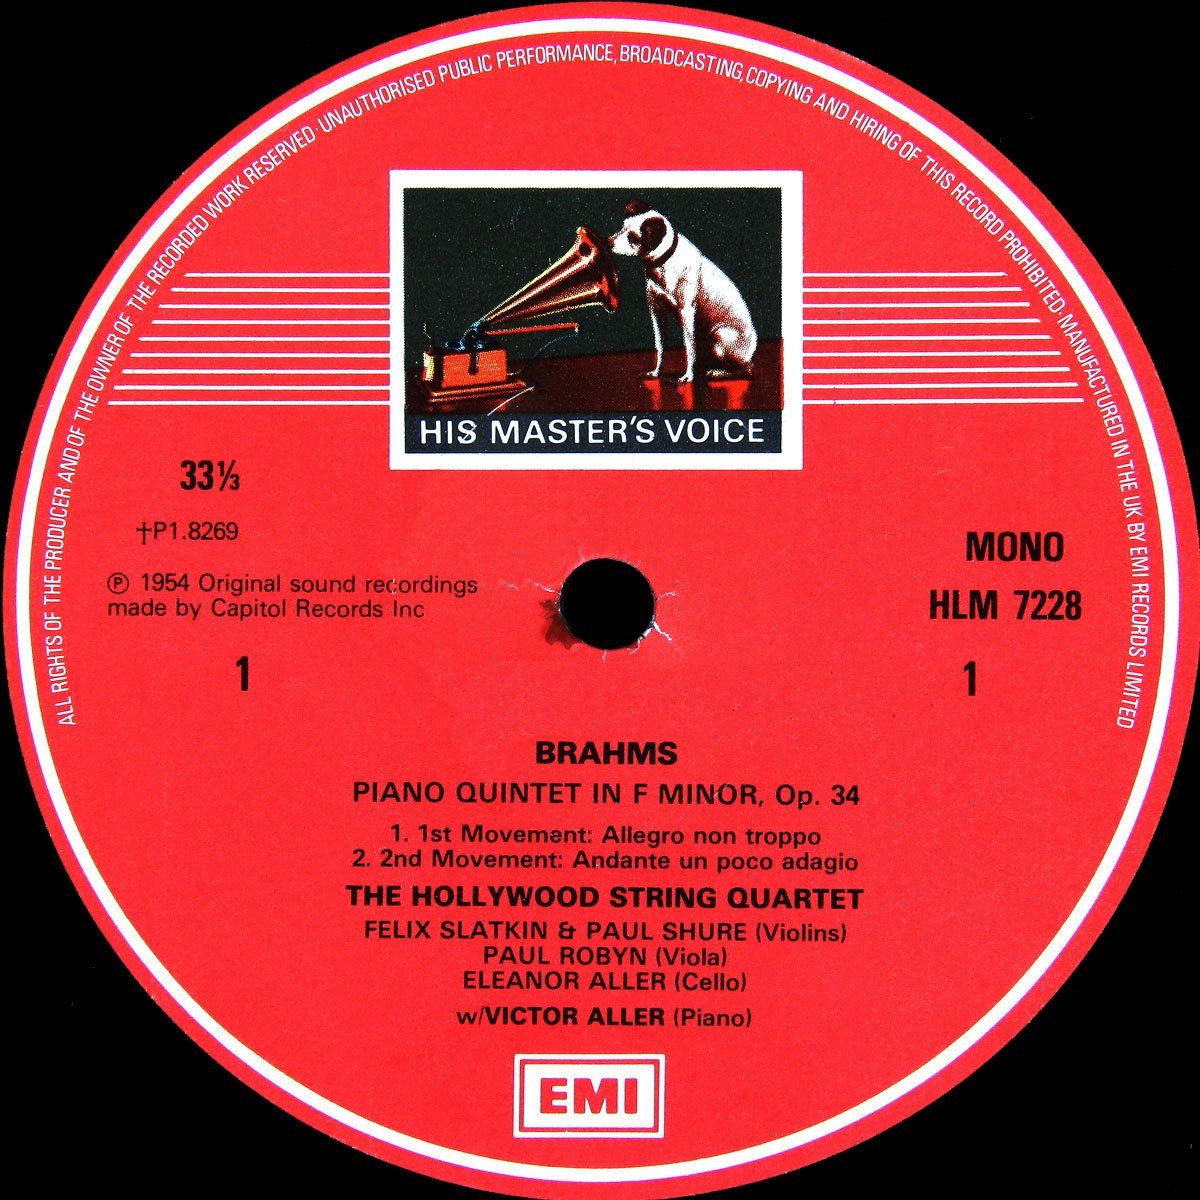 ALL RIGHTS OF THE PRODUCER AND OF THE OWNER OF THE RECORDED WORK RESERVED · UNAUTHORISED PUBLIC PERFORMANCE, BROADCASTING, COPYING AND HIRING OF THIS RECORD PROHIBITED · MANUFACTURED IN THE UK BY EMI RECORDS LIMITED
HIS MASTER'S VOICE
33⅓
†P1.8269
℗ 1954 Original sound recordings
made by Capitol Records Inc
1
MONO
HLM 7228
1
BRAHMS
PIANO QUINTET IN F MINOR, Op. 34
1. 1st Movement: Allegro non troppo
2. 2nd Movement: Andante un poco adagio
THE HOLLYWOOD STRING QUARTET
FELIX SLATKIN & PAUL SHURE (Violins)
PAUL ROBYN (Viola)
ELEANOR ALLER (Cello)
w/VICTOR ALLER (Piano)
EMI